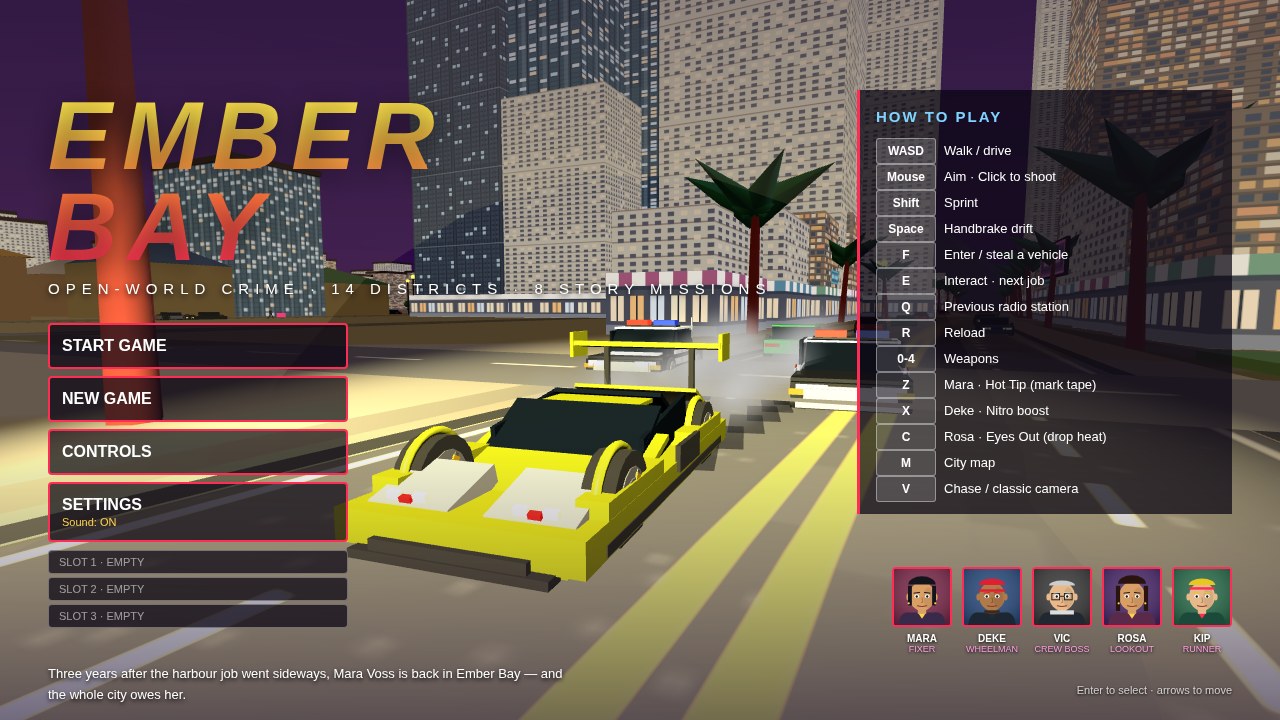 EMBER
BAY
OPEN-WORLD CRIME · 14 DISTRICTS · 8 STORY MISSIONS
START GAME
NEW GAME
CONTROLS
SETTINGS
Sound: ON
SLOT 1 · EMPTY
SLOT 2 · EMPTY
SLOT 3 · EMPTY
Three years after the harbour job went sideways, Mara Voss is back in Ember Bay — and
the whole city owes her.
HOW TO PLAY
WASD Walk / drive
Mouse Aim · Click to shoot
Shift Sprint
Space Handbrake drift
F Enter / steal a vehicle
E Interact · next job
Q Previous radio station
R Reload
0-4 Weapons
Z Mara · Hot Tip (mark tape)
X Deke · Nitro boost
C Rosa · Eyes Out (drop heat)
M City map
V Chase / classic camera
MARA DEKE VIC ROSA KIP
FIXER WHEELMAN CREW BOSS LOOKOUT RUNNER
Enter to select · arrows to move